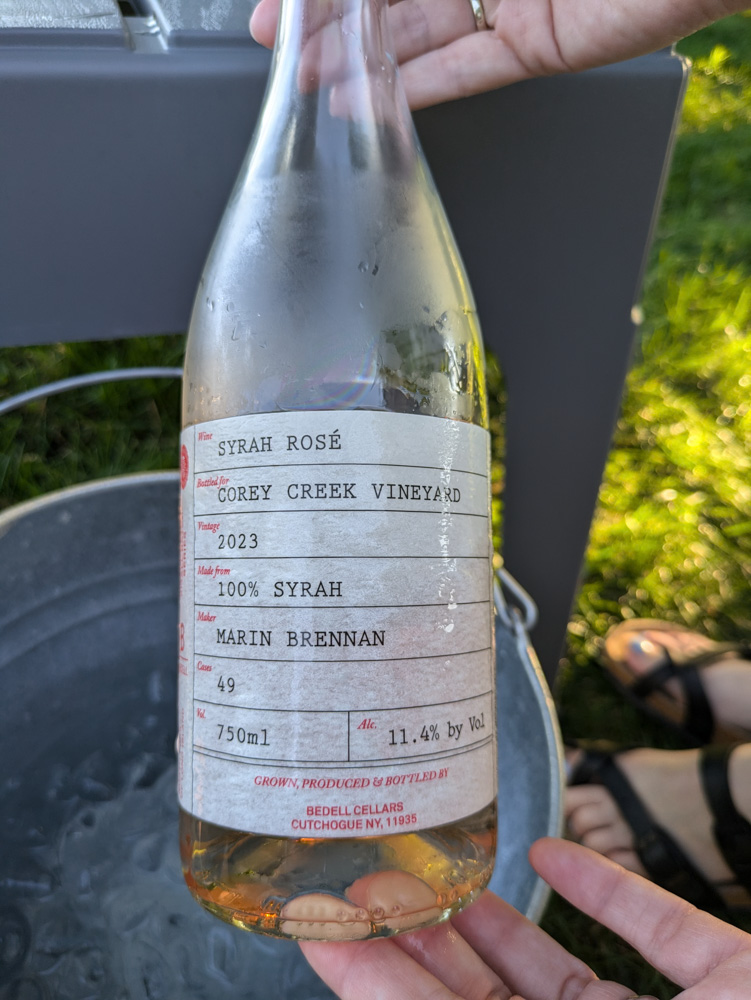 Wine
SYRAH ROSÉ
Bottled for
COREY CREEK VINEYARD
Vintage
2023
Made from
100% SYRAH
Maker
MARIN BRENNAN
Cases
49
Vol.
750ml
Alc.
11.4% by Vol
GROWN, PRODUCED & BOTTLED BY
BEDELL CELLARS
CUTCHOGUE NY, 11935